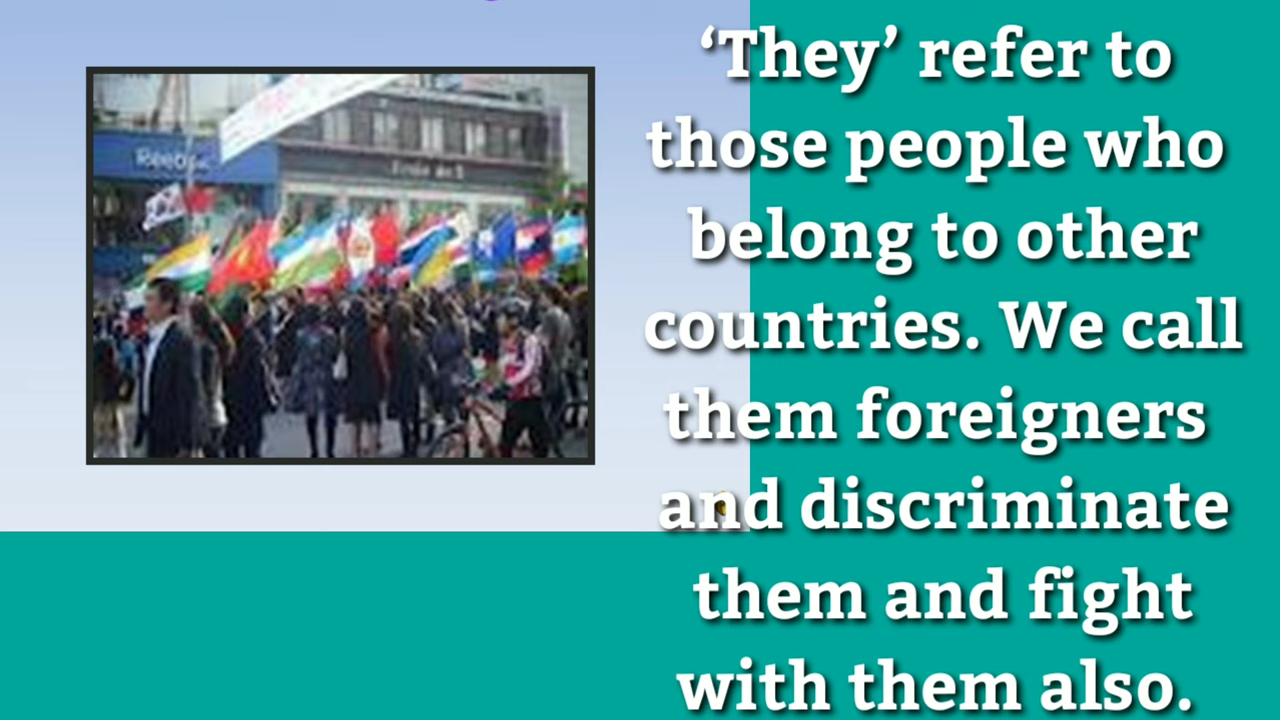 ‘They’ refer to
those people who
belong to other
countries. We call
them foreigners
and discriminate
them and fight
with them also.
Reebok